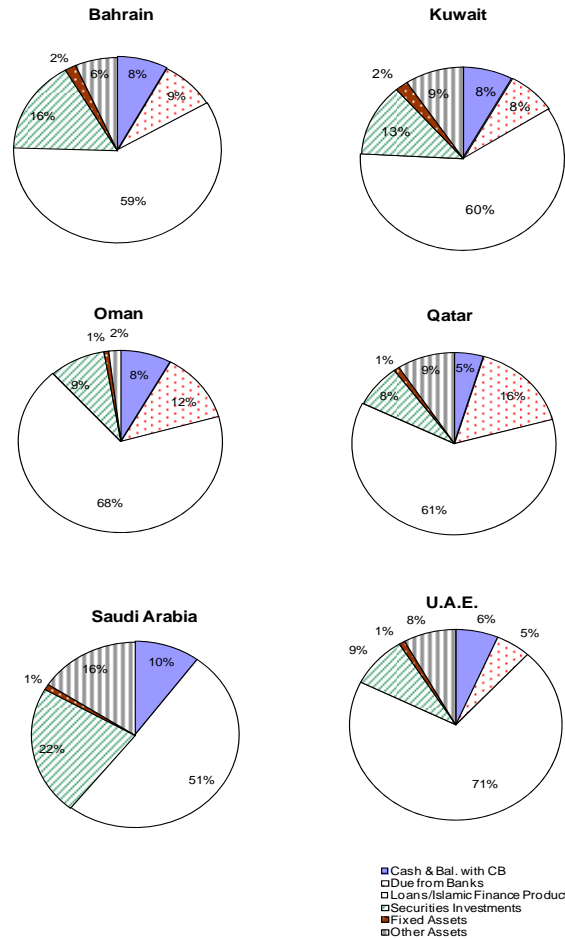 Bahrain
2%
6%
8%
9%
16%
59%
Kuwait
2%
9%
8%
8%
13%
60%
Oman
1%
2%
8%
9%
12%
68%
Qatar
1%
9%
5%
8%
16%
61%
Saudi Arabia
1%
16%
10%
22%
51%
U.A.E.
1%
8%
6%
5%
9%
71%
Cash & Bal. with CB
Due from Banks
Loans/Islamic Finance Product
Securities Investments
Fixed Assets
Other Assets